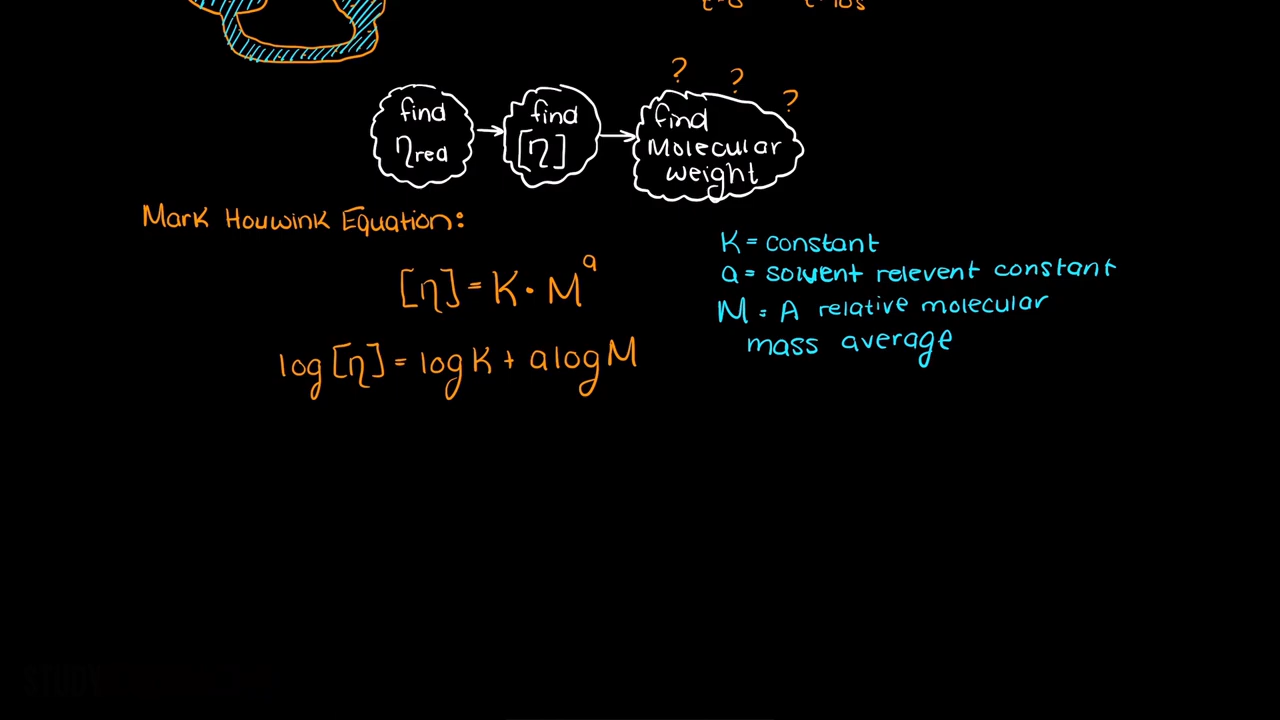 ? ? ?
find ηred → find [η] → find Molecular weight
Mark Houwink Equation:
[η] = K · M^a
log [η] = log K + a log M
K = constant
a = solvent relevent constant
M = A relative molecular
mass average